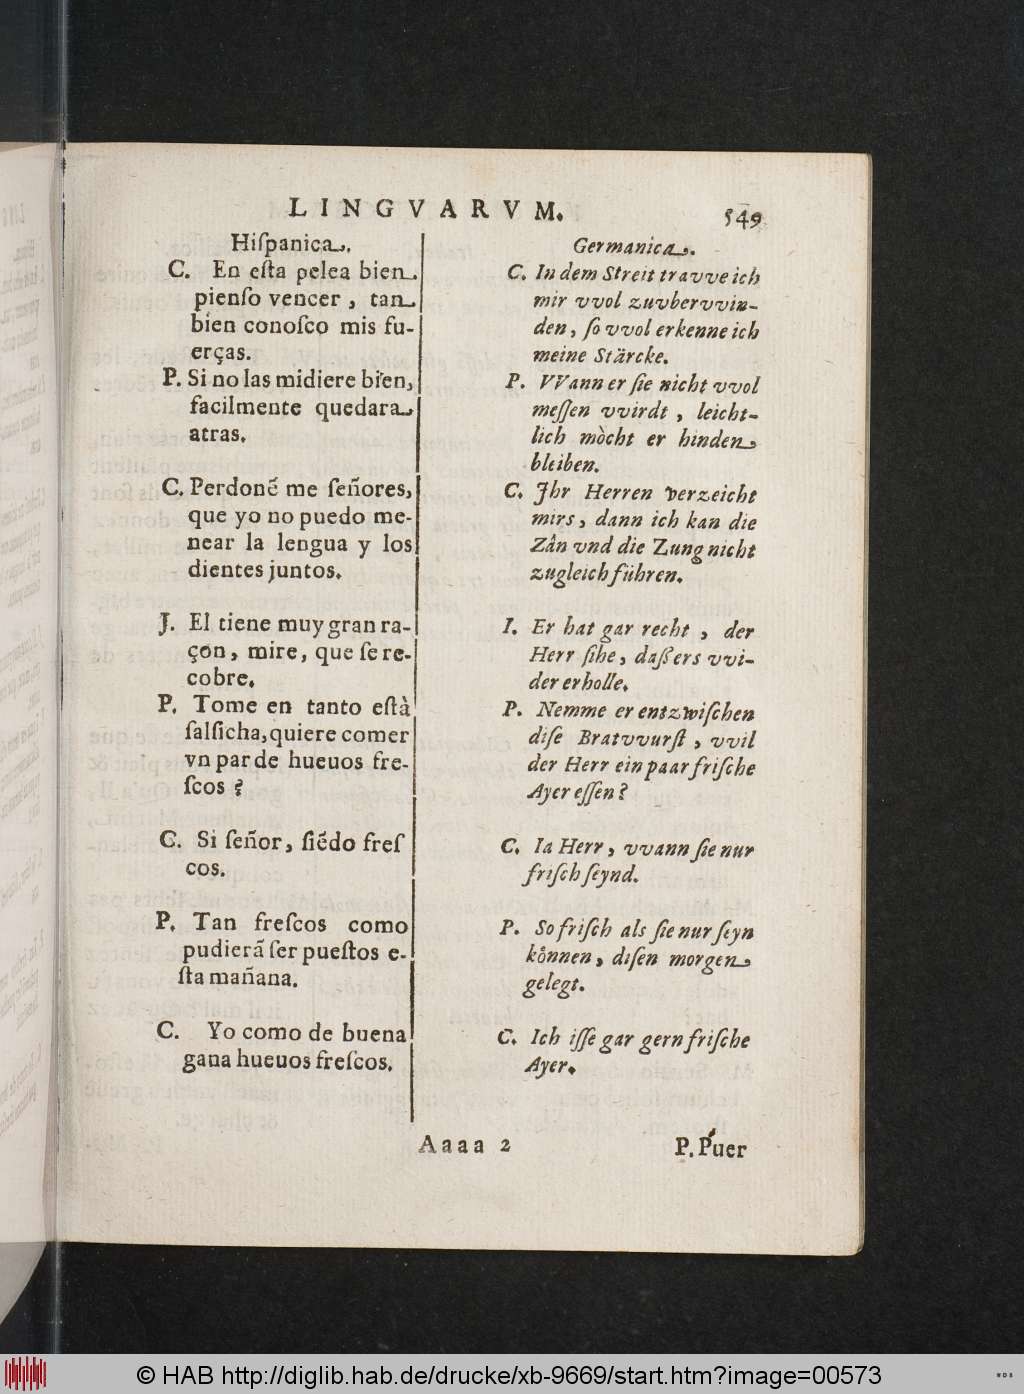 LINGVARVM. 549
Hiſpanica.
C. En eſta pelea bien
pienſo vencer, tan
bien conoſco mis fu-
erças.
P. Si no las midiere bien,
facilmente quedara
atras.
C. Perdonẽ me ſeñores,
que yo no puedo me-
near la lengua y los
dientes juntos.
J. El tiene muy gran ra-
çon, mire, que ſe re-
cobre.
P. Tome en tanto eſtà
ſalſicha, quiere comer
vn par de hueuos fre-
ſcos?
C. Si ſeñor, ſiẽdo freſ
cos.
P. Tan freſcos como
pudierã ſer pueſtos e-
ſta mañana.
C. Yo como de buena
gana hueuos freſcos.
Germanica.
C. In dem Streit travve ich
mir vvol zuvbervvin-
den, ſo vvol erkenne ich
meine Stärcke.
P. VVann er ſie nicht vvol
meſſen vvirdt, leicht-
lich mòcht er hinden
bleiben.
C. Jhr Herren verzeicht
mirs, dann ich kan die
Zån vnd die Zung nicht
zugleich führen.
I. Er hat gar recht, der
Herr ſihe, daß ers vvi-
der erholle.
P. Nemme er entzwiſchen
diſe Bratvvurſt, vvil
der Herr ein paar friſche
Ayer eſſen?
C. Ia Herr, vvann ſie nur
friſch ſeynd.
P. So friſch als ſie nur ſeyn
kônnen, diſen morgen
gelegt.
C. Ich iſſe gar gern friſche
Ayer.
Aaaa 2 P. Puer
© HAB http://diglib.hab.de/drucke/xb-9669/start.htm?image=00573